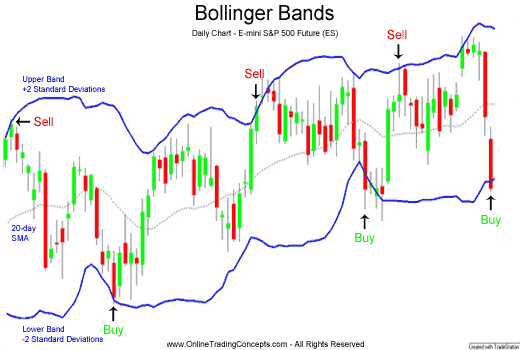 Bollinger Bands
Daily Chart - E-mini S&P 500 Future (ES)
Sell
Sell
Upper Band
+2 Standard Deviations
Sell
20-day
SMA
Buy
Buy
Lower Band
-2 Standard Deviations
Buy
www.OnlineTradingConcepts.com - All Rights Reserved
Created with TradeStation